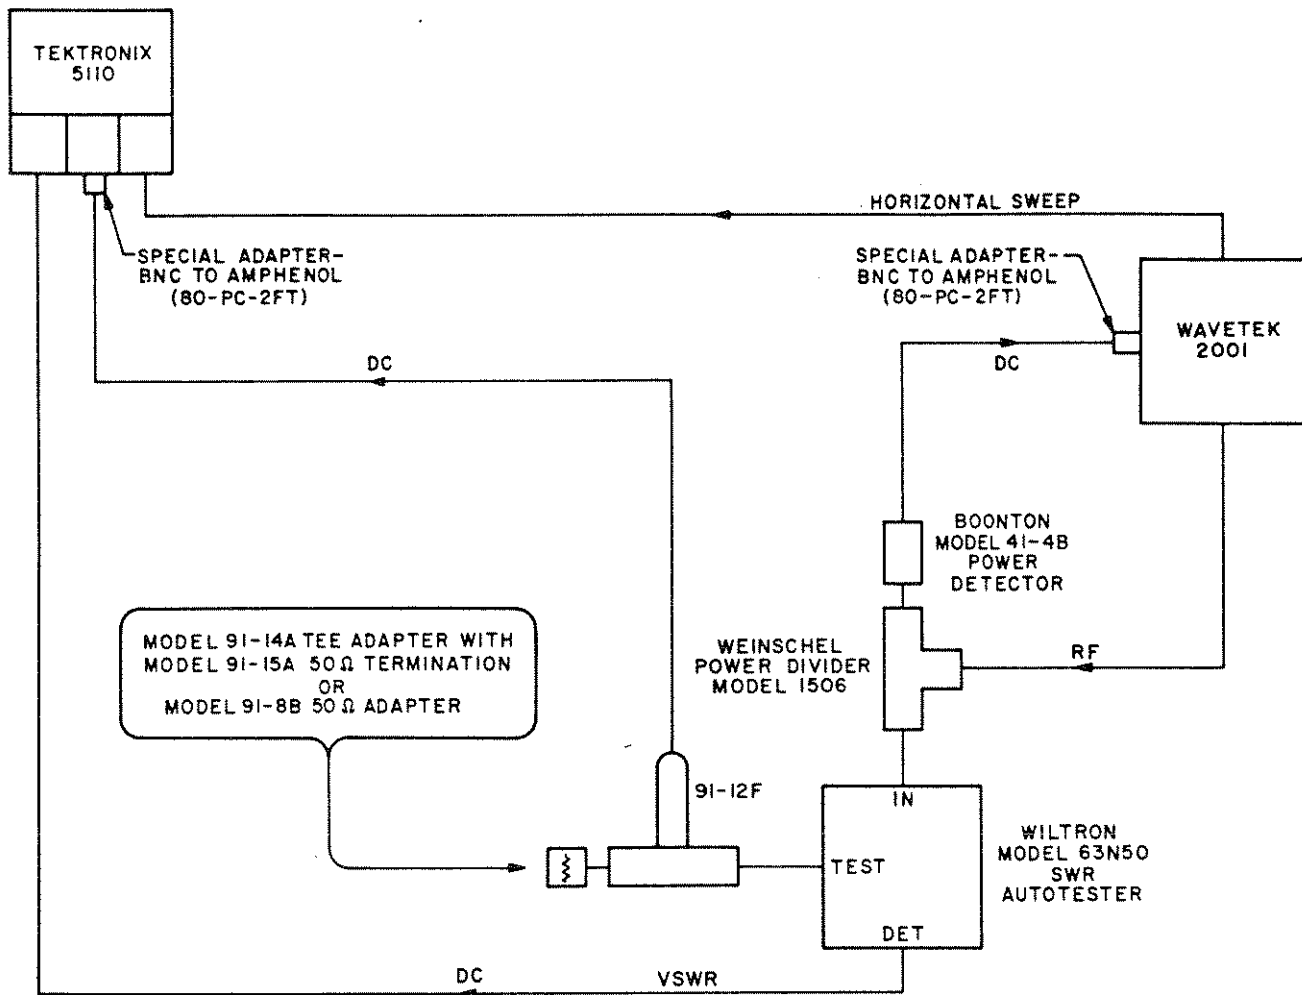 TEKTRONIX
5110
HORIZONTAL SWEEP
SPECIAL ADAPTER-
BNC TO AMPHENOL
(80-PC-2FT)
SPECIAL ADAPTER-
BNC TO AMPHENOL
(80-PC-2FT)
WAVETEK
2001
DC
DC
BOONTON
MODEL 41-4B
POWER
DETECTOR
MODEL 91-14A TEE ADAPTER WITH
MODEL 91-15A 50Ω TERMINATION
OR
MODEL 91-8B 50Ω ADAPTER
WEINSCHEL
POWER DIVIDER
MODEL 1506
RF
91-12F
IN
TEST
DET
WILTRON
MODEL 63N50
SWR
AUTOTESTER
DC
VSWR